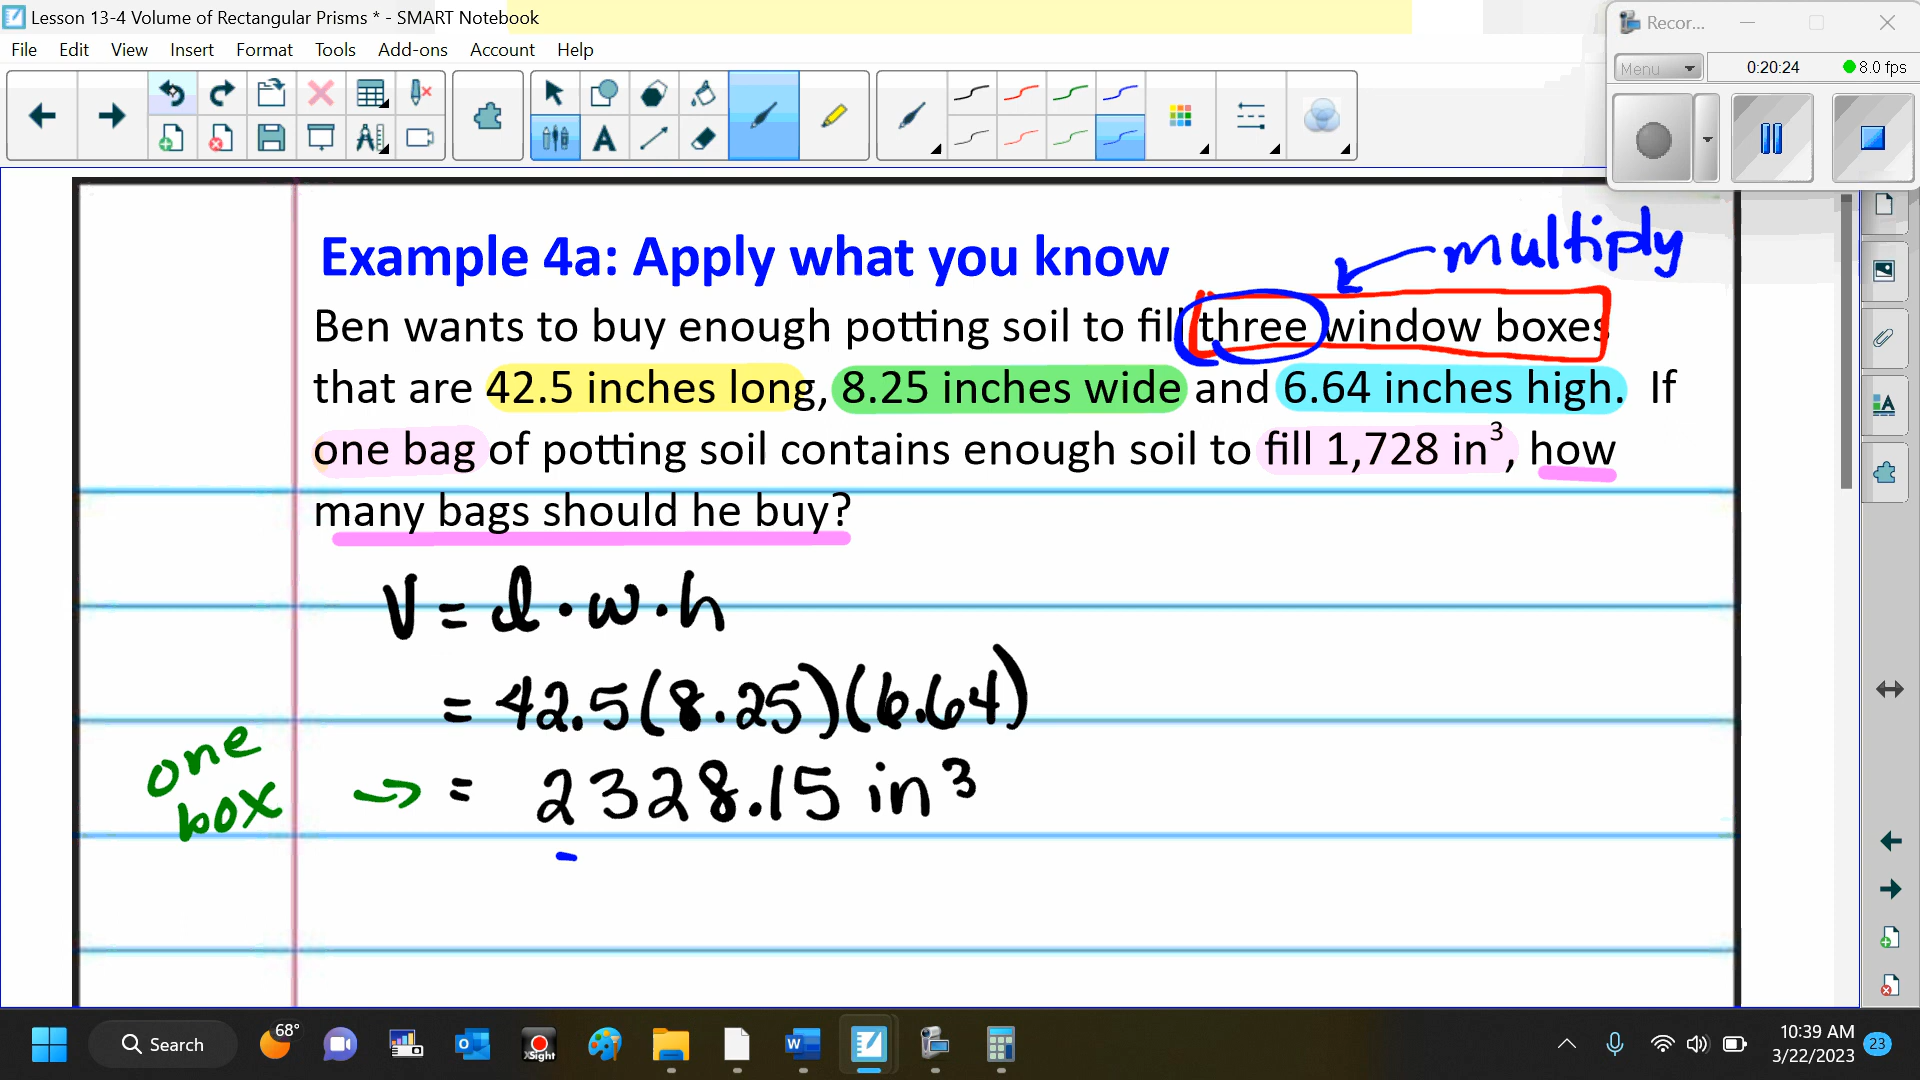 Lesson 13-4 Volume of Rectangular Prisms * - SMART Notebook
Recor...
File Edit View Insert Format Tools Add-ons Account Help
Menu 0:20:24 8.0 fps
multiply
Example 4a: Apply what you know
Ben wants to buy enough potting soil to fill three window boxes
that are 42.5 inches long, 8.25 inches wide and 6.64 inches high. If
one bag of potting soil contains enough soil to fill 1,728 in³, how
many bags should he buy?
V = l · w · h
= 42.5(8.25)(6.64)
one
box → = 2328.15 in³
68°
Search
XSight
10:39 AM
3/22/2023 23